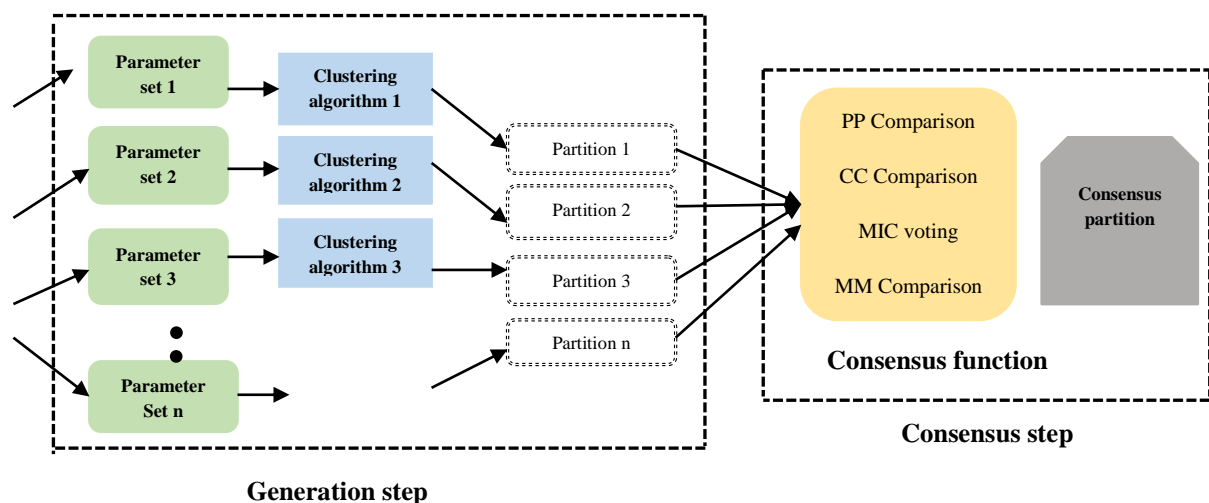 Parameter
set 1
Clustering
algorithm 1
Parameter
set 2
Clustering
algorithm 2
Parameter
set 3
Clustering
algorithm 3
Parameter
Set n
Partition 1
Partition 2
Partition 3
Partition n
PP Comparison
CC Comparison
MIC voting
MM Comparison
Consensus function
Consensus
partition
Consensus step
Generation step